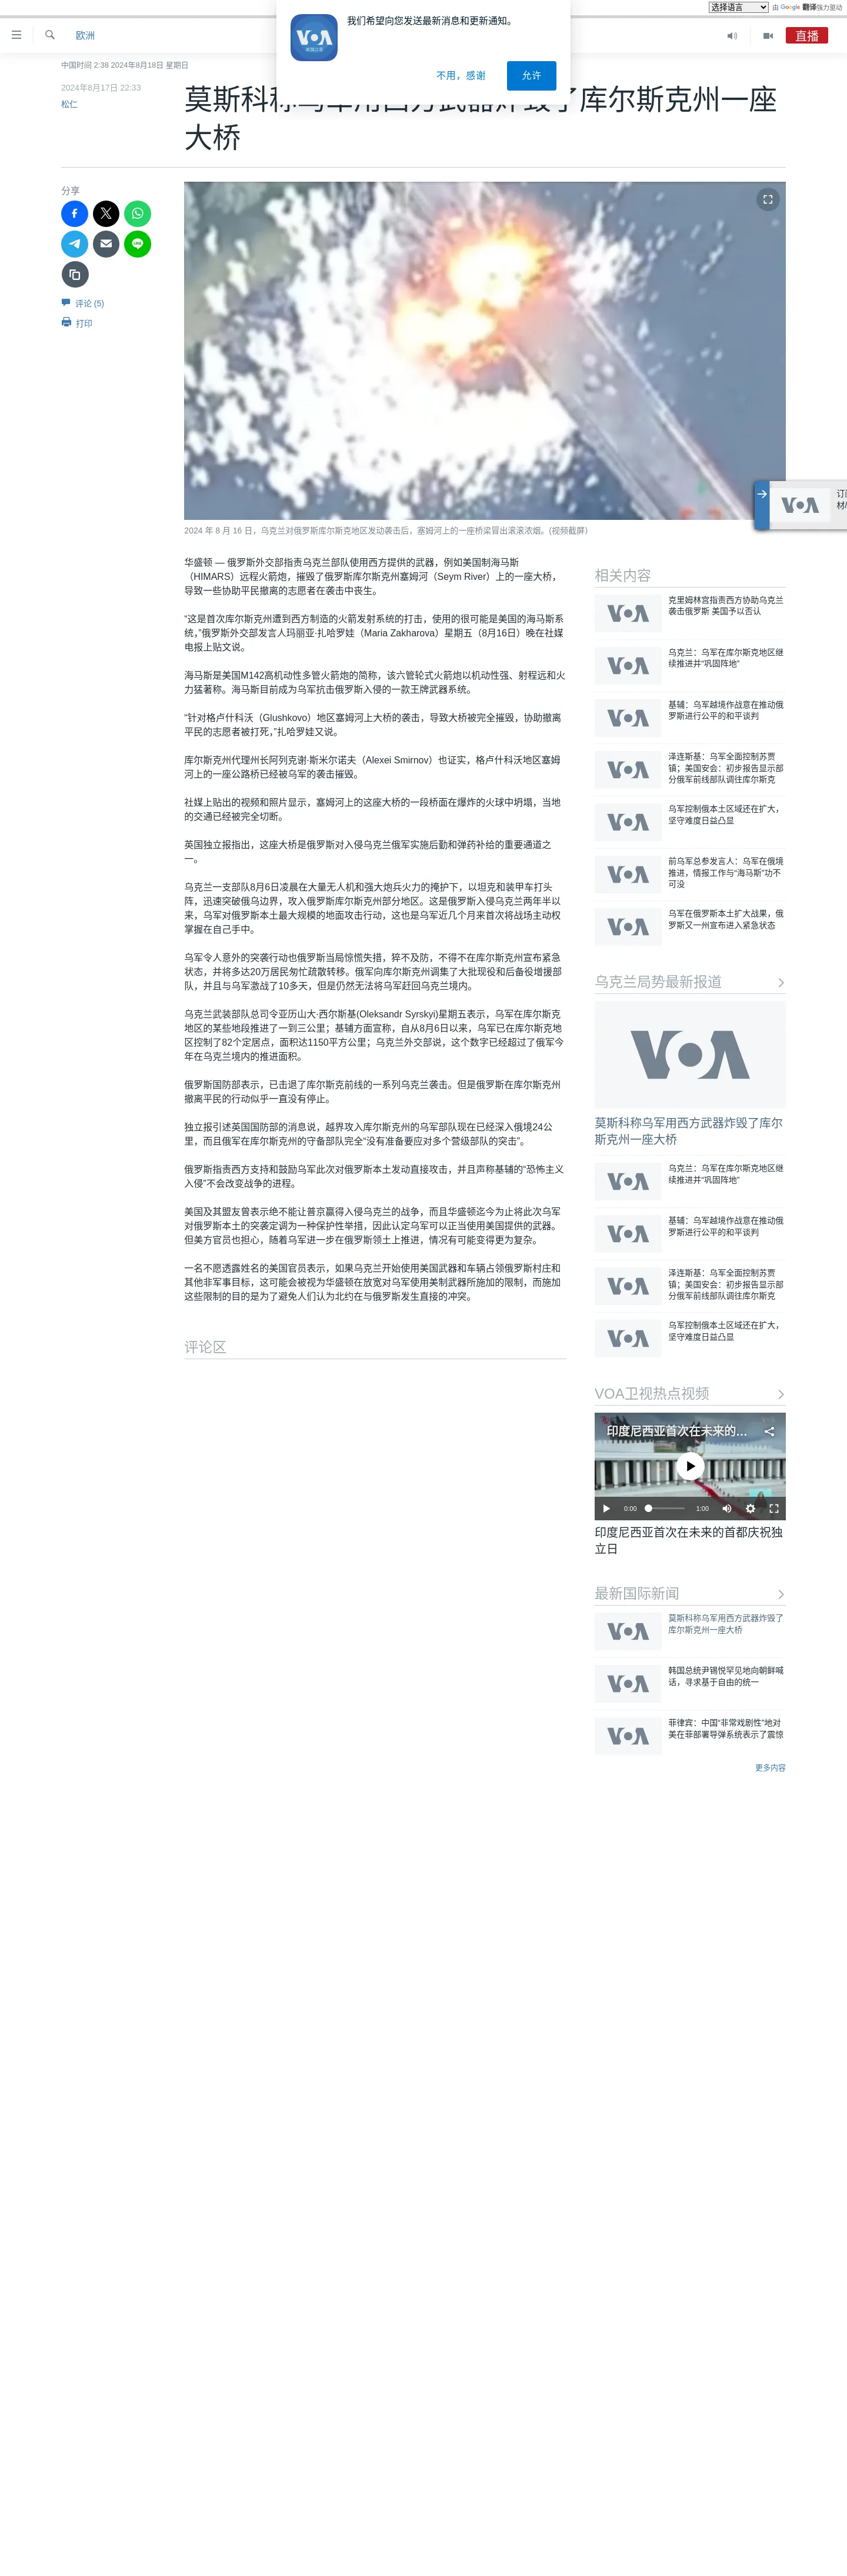 选择语言 由 Google 翻译强力驱动
我们希望向您发送最新消息和更新通知。
不用，感谢
允许
欧洲
直播
中国时间 2:38 2024年8月18日 星期日
2024年8月17日 22:33
松仁
莫斯科称乌军用西方武器炸毁了库尔斯克州一座
大桥
分享
评论 (5)
打印
2024 年 8 月 16 日，乌克兰对俄罗斯库尔斯克地区发动袭击后，塞姆河上的一座桥梁冒出滚滚浓烟。(视频截屏）
华盛顿 — 俄罗斯外交部指责乌克兰部队使用西方提供的武器，例如美国制海马斯
（HIMARS）远程火箭炮，摧毁了俄罗斯库尔斯克州塞姆河（Seym River）上的一座大桥，
导致一些协助平民撤离的志愿者在袭击中丧生。
“这是首次库尔斯克州遭到西方制造的火箭发射系统的打击，使用的很可能是美国的海马斯系
统，”俄罗斯外交部发言人玛丽亚·扎哈罗娃（Maria Zakharova）星期五（8月16日）晚在社媒
电报上贴文说。
海马斯是美国M142高机动性多管火箭炮的简称，该六管轮式火箭炮以机动性强、射程远和火
力猛著称。海马斯目前成为乌军抗击俄罗斯入侵的一款王牌武器系统。
“针对格卢什科沃（Glushkovo）地区塞姆河上大桥的袭击，导致大桥被完全摧毁，协助撤离
平民的志愿者被打死，”扎哈罗娃又说。
库尔斯克州代理州长阿列克谢·斯米尔诺夫（Alexei Smirnov）也证实，格卢什科沃地区塞姆
河上的一座公路桥已经被乌军的袭击摧毁。
社媒上贴出的视频和照片显示，塞姆河上的这座大桥的一段桥面在爆炸的火球中坍塌，当地
的交通已经被完全切断。
英国独立报指出，这座大桥是俄罗斯对入侵乌克兰俄军实施后勤和弹药补给的重要通道之
一。
乌克兰一支部队8月6日凌晨在大量无人机和强大炮兵火力的掩护下，以坦克和装甲车打头
阵，迅速突破俄乌边界，攻入俄罗斯库尔斯克州部分地区。这是俄罗斯入侵乌克兰两年半以
来，乌军对俄罗斯本土最大规模的地面攻击行动，这也是乌军近几个月来首次将战场主动权
掌握在自己手中。
乌军令人意外的突袭行动也俄罗斯当局惊慌失措，猝不及防，不得不在库尔斯克州宣布紧急
状态，并将多达20万居民匆忙疏散转移。俄军向库尔斯克州调集了大批现役和后备役增援部
队，并且与乌军激战了10多天，但是仍然无法将乌军赶回乌克兰境内。
乌克兰武装部队总司令亚历山大·西尔斯基(Oleksandr Syrskyi)星期五表示，乌军在库尔斯克
地区的某些地段推进了一到三公里；基辅方面宣称，自从8月6日以来，乌军已在库尔斯克地
区控制了82个定居点，面积达1150平方公里；乌克兰外交部说，这个数字已经超过了俄军今
年在乌克兰境内的推进面积。
俄罗斯国防部表示，已击退了库尔斯克前线的一系列乌克兰袭击。但是俄罗斯在库尔斯克州
撤离平民的行动似乎一直没有停止。
独立报引述英国国防部的消息说，越界攻入库尔斯克州的乌军部队现在已经深入俄境24公
里，而且俄军在库尔斯克州的守备部队完全“没有准备要应对多个营级部队的突击”。
俄罗斯指责西方支持和鼓励乌军此次对俄罗斯本土发动直接攻击，并且声称基辅的“恐怖主义
入侵”不会改变战争的进程。
美国及其盟友曾表示绝不能让普京赢得入侵乌克兰的战争，而且华盛顿迄今为止将此次乌军
对俄罗斯本土的突袭定调为一种保护性举措，因此认定乌军可以正当使用美国提供的武器。
但美方官员也担心，随着乌军进一步在俄罗斯领土上推进，情况有可能变得更为复杂。
一名不愿透露姓名的美国官员表示，如果乌克兰开始使用美国武器和车辆占领俄罗斯村庄和
其他非军事目标，这可能会被视为华盛顿在放宽对乌军使用美制武器所施加的限制，而施加
这些限制的目的是为了避免人们认为北约在与俄罗斯发生直接的冲突。
评论区
相关内容
克里姆林宫指责西方协助乌克兰
袭击俄罗斯 美国予以否认
乌克兰：乌军在库尔斯克地区继
续推进并“巩固阵地”
基辅：乌军越境作战意在推动俄
罗斯进行公平的和平谈判
泽连斯基：乌军全面控制苏贾
镇；美国安会：初步报告显示部
分俄军前线部队调往库尔斯克
乌军控制俄本土区域还在扩大，
坚守难度日益凸显
前乌军总参发言人：乌军在俄境
推进，情报工作与“海马斯”功不
可没
乌军在俄罗斯本土扩大战果，俄
罗斯又一州宣布进入紧急状态
乌克兰局势最新报道
VOA
莫斯科称乌军用西方武器炸毁了库尔
斯克州一座大桥
乌克兰：乌军在库尔斯克地区继
续推进并“巩固阵地”
基辅：乌军越境作战意在推动俄
罗斯进行公平的和平谈判
泽连斯基：乌军全面控制苏贾
镇；美国安会：初步报告显示部
分俄军前线部队调往库尔斯克
乌军控制俄本土区域还在扩大，
坚守难度日益凸显
VOA卫视热点视频
印度尼西亚首次在未来的...
0:00 1:00
印度尼西亚首次在未来的首都庆祝独
立日
最新国际新闻
莫斯科称乌军用西方武器炸毁了
库尔斯克州一座大桥
韩国总统尹锡悦罕见地向朝鲜喊
话，寻求基于自由的统一
菲律宾：中国“非常戏剧性”地对
美在菲部署导弹系统表示了震惊
更多内容